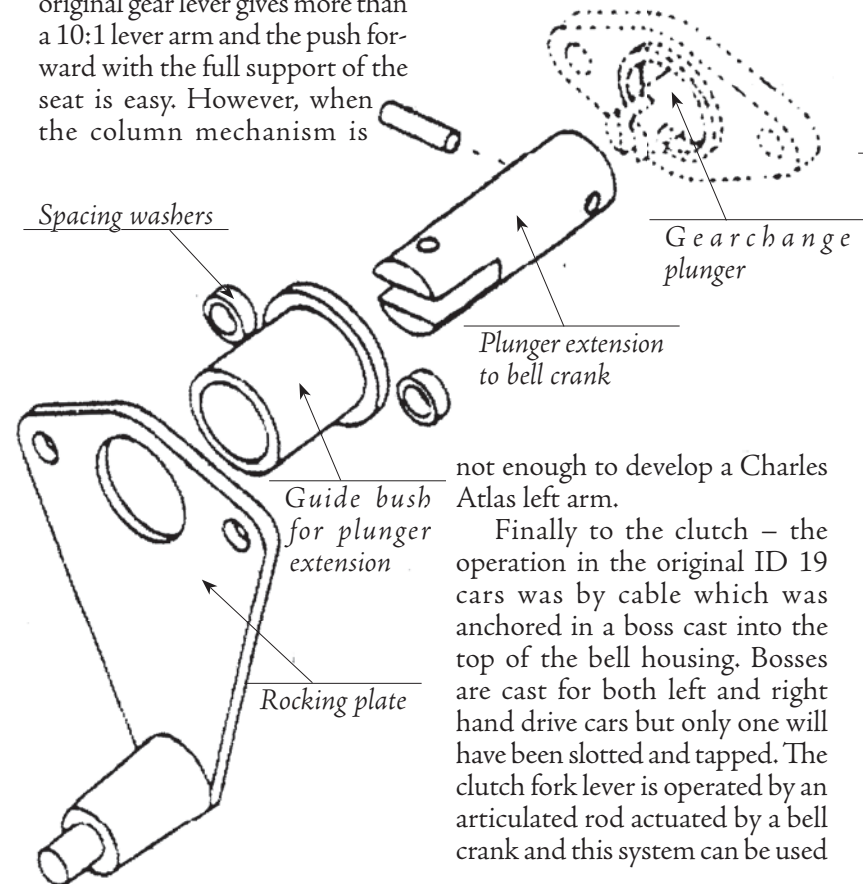 original gear lever gives more than
a 10:1 lever arm and the push for-
ward with the full support of the
seat is easy. However, when
the column mechanism is
Spacing washers
Gearchange
plunger
Plunger extension
to bell crank
Guide bush
for plunger
extension
Rocking plate
not enough to develop a Charles
Atlas left arm.
Finally to the clutch – the
operation in the original ID 19
cars was by cable which was
anchored in a boss cast into the
top of the bell housing. Bosses
are cast for both left and right
hand drive cars but only one will
have been slotted and tapped. The
clutch fork lever is operated by an
articulated rod actuated by a bell
crank and this system can be used